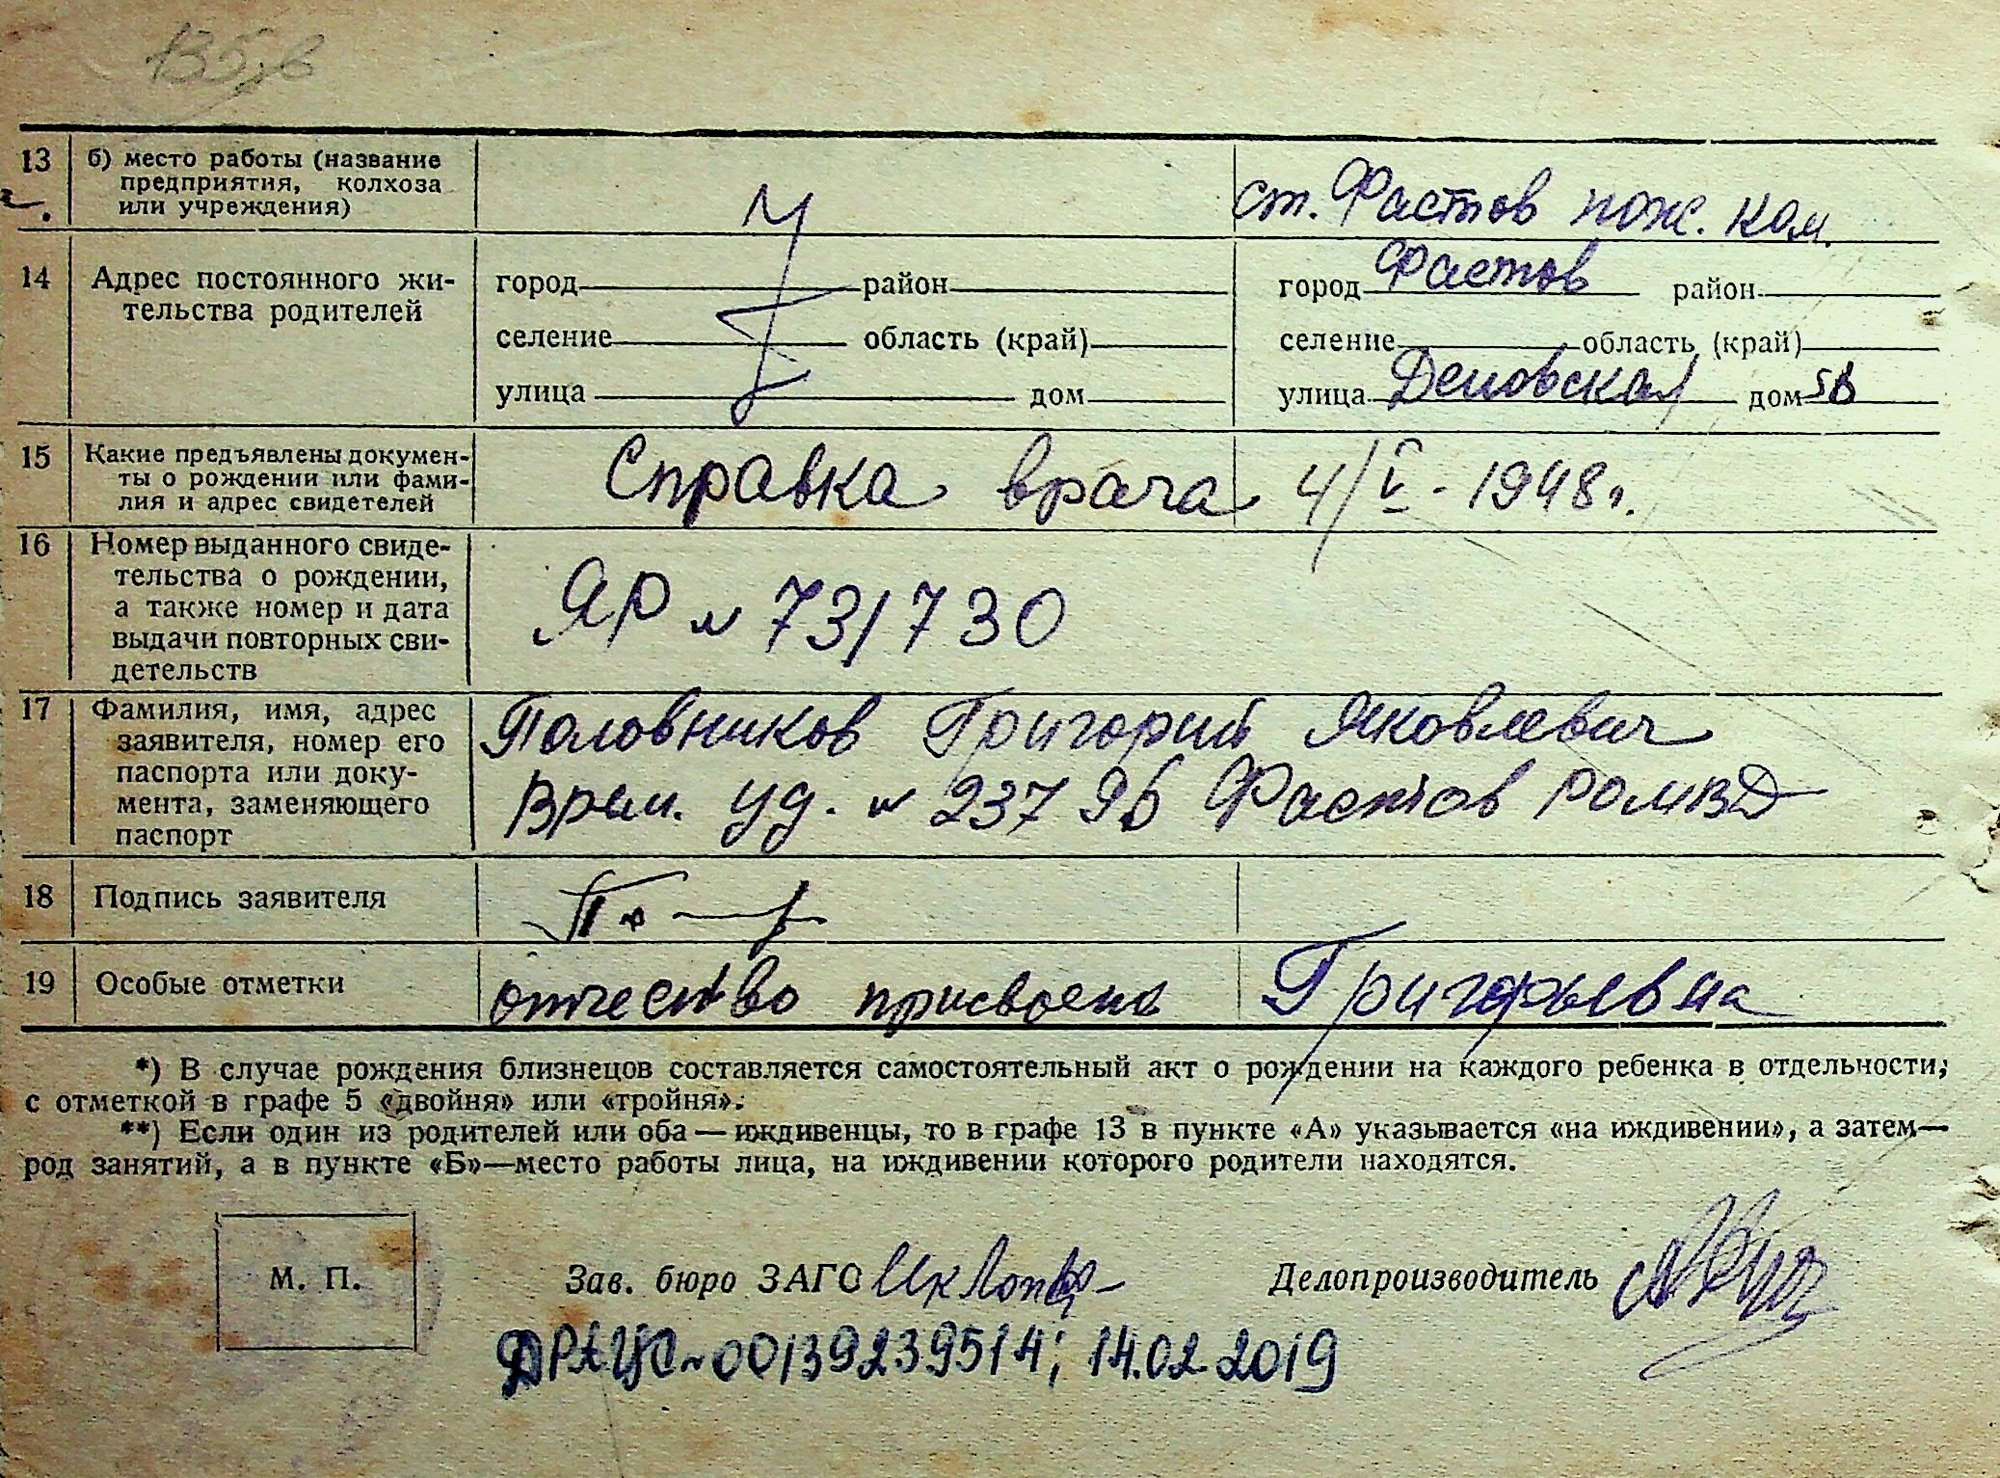 135,в
13 б) место работы (название предприятия, колхоза или учреждения) ст. Фастов пож. ком.
14 Адрес постоянного жительства родителей
город район город Фастов район
селение область (край) селение область (край)
улица дом улица Деповская дом 5в
15 Какие предъявлены документы о рождении или фамилия и адрес свидетелей Справка врача 4/V-1948г.
16 Номер выданного свидетельства о рождении, а также номер и дата выдачи повторных свидетельств ЯР № 731730
17 Фамилия, имя, адрес заявителя, номер его паспорта или документа, заменяющего паспорт Половников Григорий Яковлевич
Врем. уд. № 237 Фастов РОМВД
18 Подпись заявителя
19 Особые отметки отчество присвоено Григорьевна
*) В случае рождения близнецов составляется самостоятельный акт о рождении на каждого ребенка в отдельности,
с отметкой в графе 5 «двойня» или «тройня».
**) Если один из родителей или оба — иждивенцы, то в графе 13 в пункте «А» указывается «на иждивении», а затем—
род занятий, а в пункте «Б»—место работы лица, на иждивении которого родители находятся.
М. П.
Зав. бюро ЗАГС Делопроизводитель
ДРАЦС № 00139239514; 14.02.2019